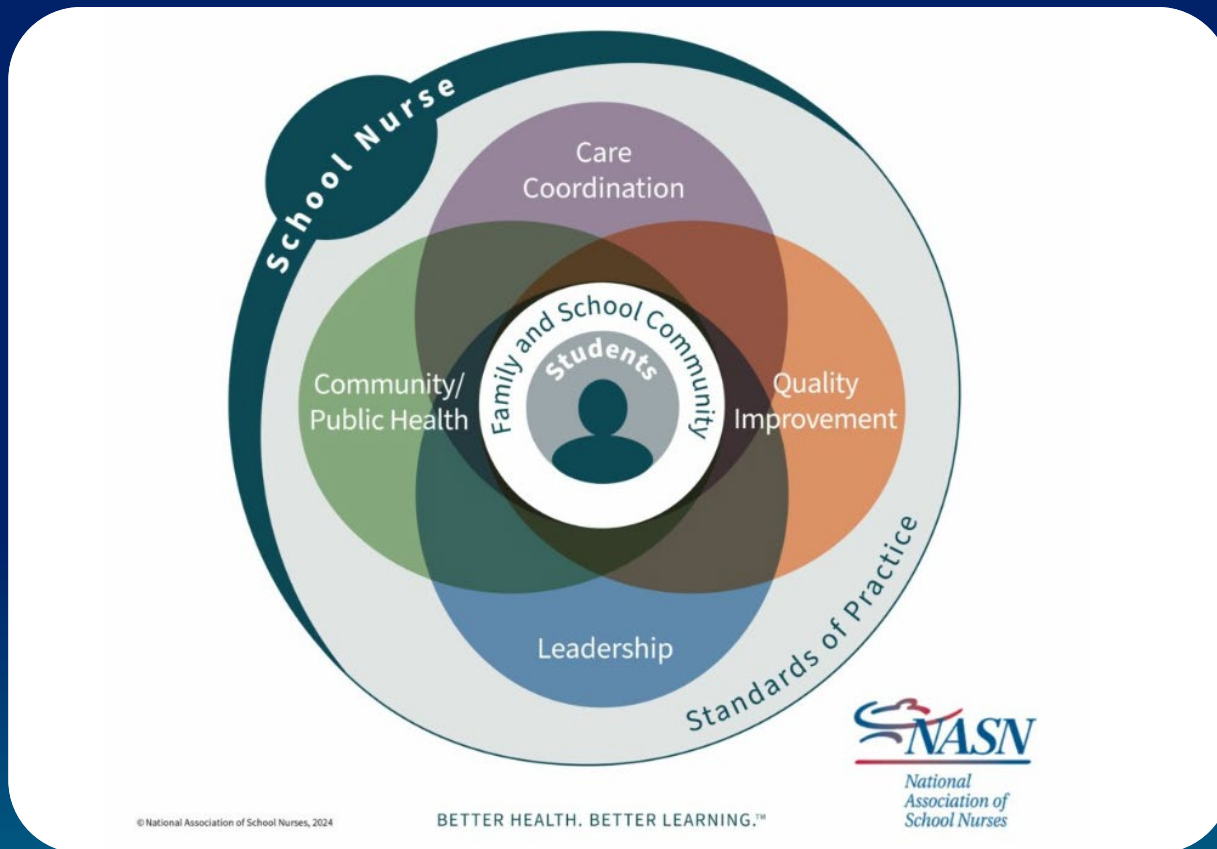 School Nurse
Care
Coordination
Family and School Community
Students
Community/
Public Health
Quality
Improvement
Leadership
Standards of Practice
NASN
National
Association of
School Nurses
© National Association of School Nurses, 2024
BETTER HEALTH. BETTER LEARNING.™